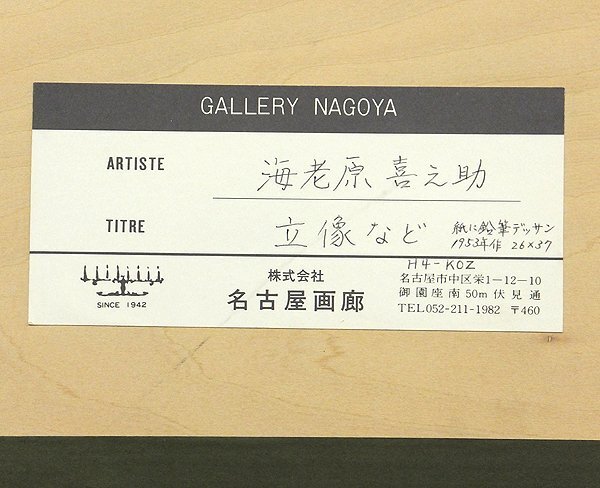 GALLERY NAGOYA
ARTISTE 海老原喜之助
TITRE 立像など 紙に鉛筆デッサン
1953年作 26×37
H4-KOZ
SINCE 1942
株式会社
名古屋画廊
名古屋市中区栄1-12-10
御園座南50m伏見通
TEL052-211-1982 〒460